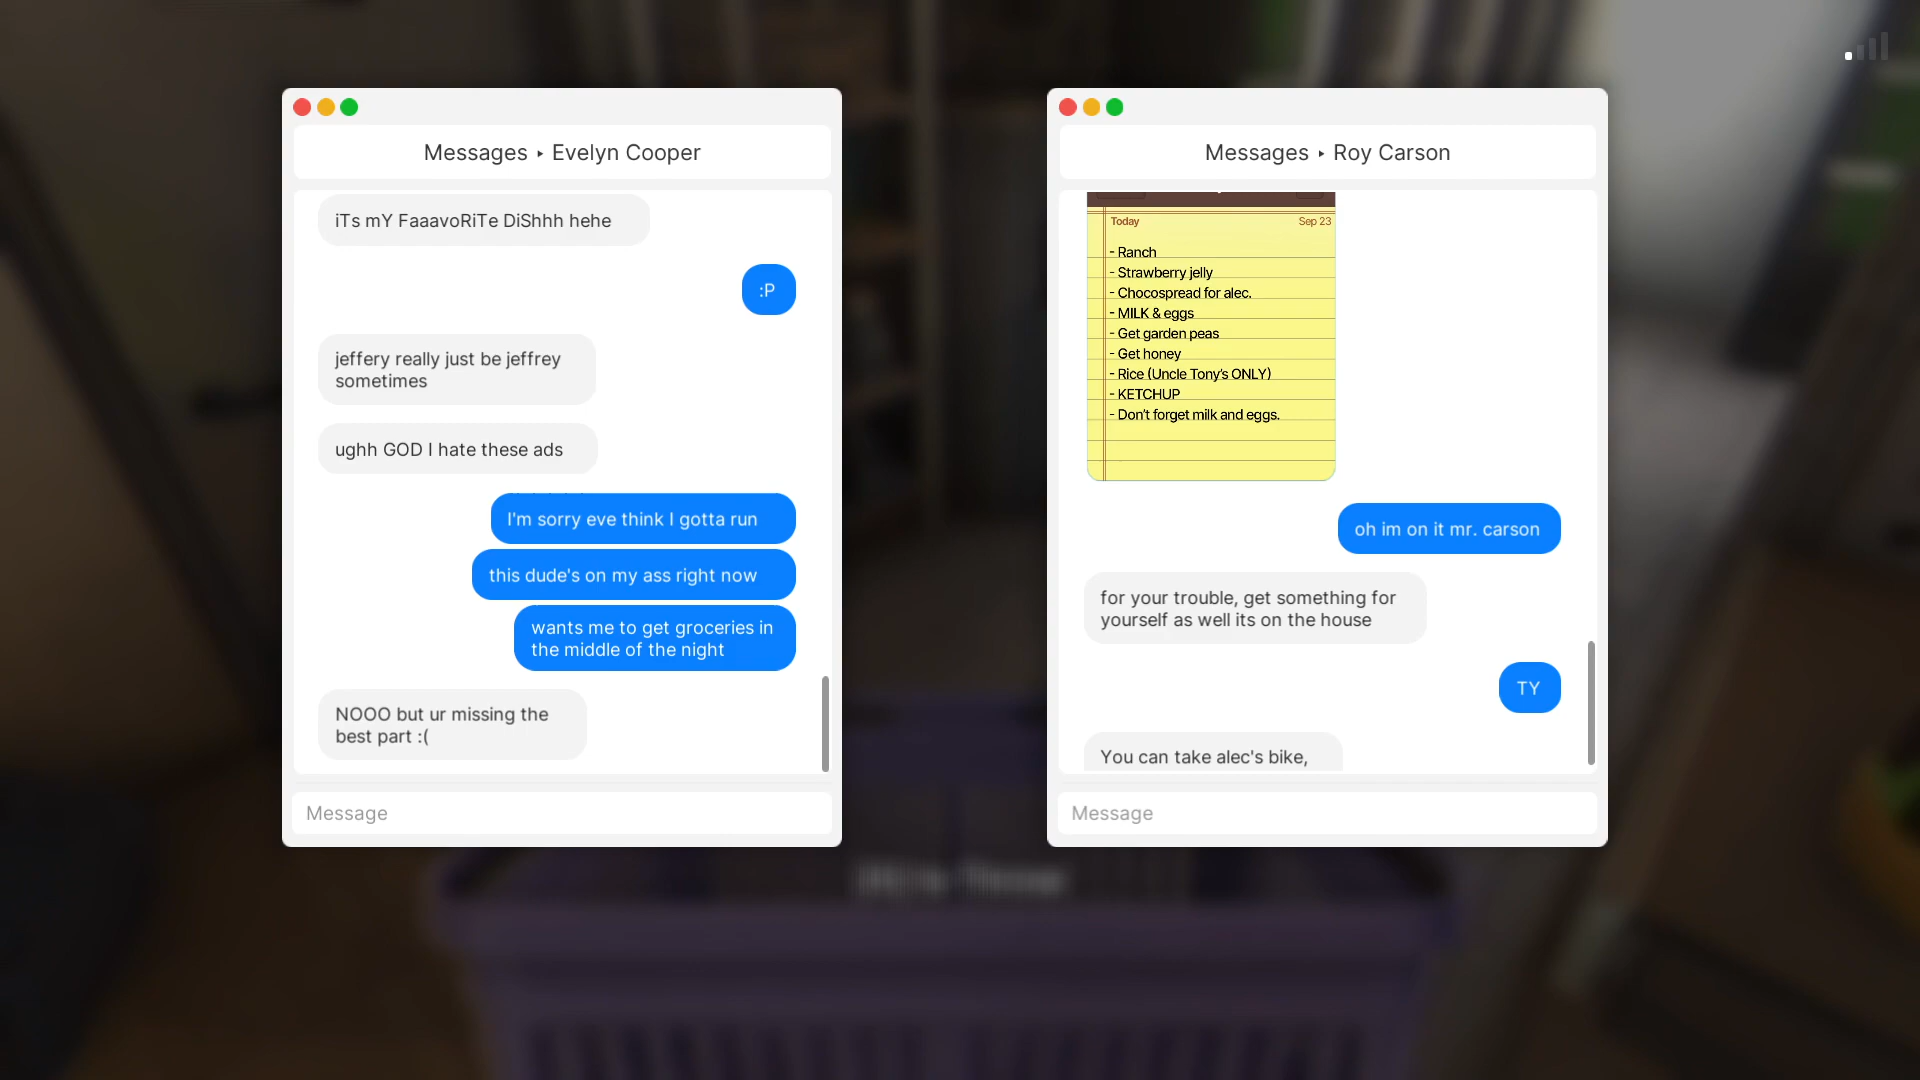 Messages ‣ Evelyn Cooper
iTs mY FaaavoRiTe DiShhh hehe
:P
jeffery really just be jeffrey
sometimes
ughh GOD I hate these ads
I'm sorry eve think I gotta run
this dude's on my ass right now
wants me to get groceries in
the middle of the night
NOOO but ur missing the
best part :(
Message
Messages ‣ Roy Carson
Today Sep 23
- Ranch
- Strawberry jelly
- Chocospread for alec.
- MILK & eggs
- Get garden peas
- Get honey
- Rice (Uncle Tony's ONLY)
- KETCHUP
- Don't forget milk and eggs.
oh im on it mr. carson
for your trouble, get something for
yourself as well its on the house
TY
You can take alec's bike,
Message